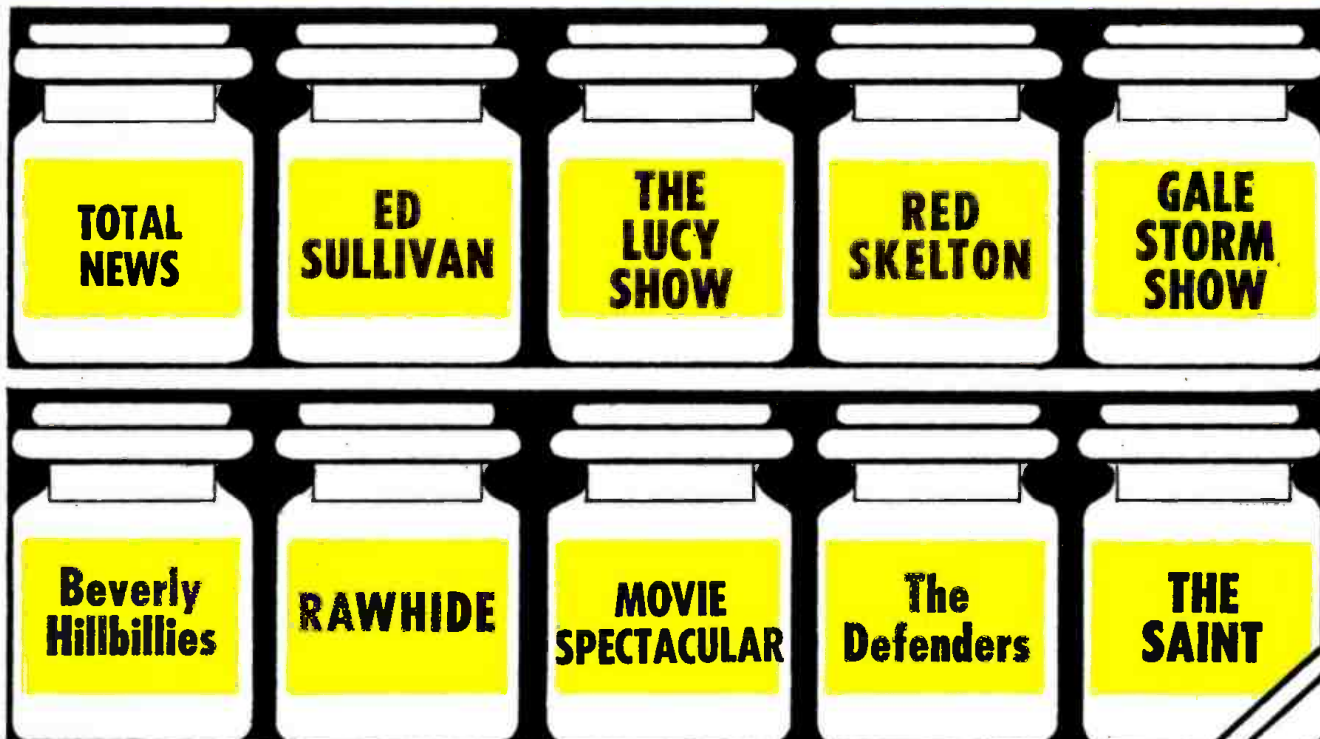 TOTAL
NEWS
ED
SULLIVAN
THE
LUCY
SHOW
RED
SKELTON
GALE
STORM
SHOW
Beverly
Hillbillies
RAWHIDE
MOVIE
SPECTACULAR
The
Defenders
THE
SAINT